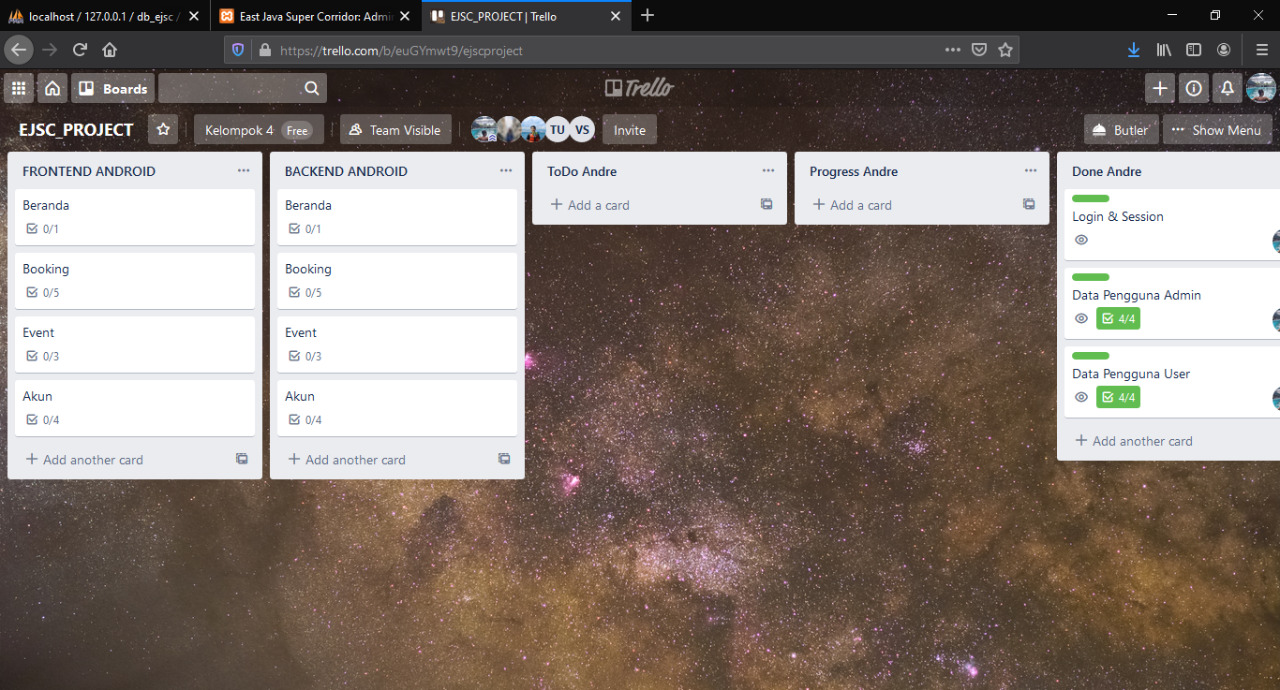 localhost / 127.0.0.1 / db_ejsc /
East Java Super Corridor: Admin
EJSC_PROJECT | Trello
https://trello.com/b/euGYmwt9/ejscproject
Boards
Trello
EJSC_PROJECT
Kelompok 4
Free
Team Visible
TU
VS
Invite
Butler
Show Menu
FRONTEND ANDROID
Beranda
0/1
Booking
0/5
Event
0/3
Akun
0/4
Add another card
BACKEND ANDROID
Beranda
0/1
Booking
0/5
Event
0/3
Akun
0/4
Add another card
ToDo Andre
Add a card
Progress Andre
Add a card
Done Andre
Login & Session
Data Pengguna Admin
4/4
Data Pengguna User
4/4
Add another card